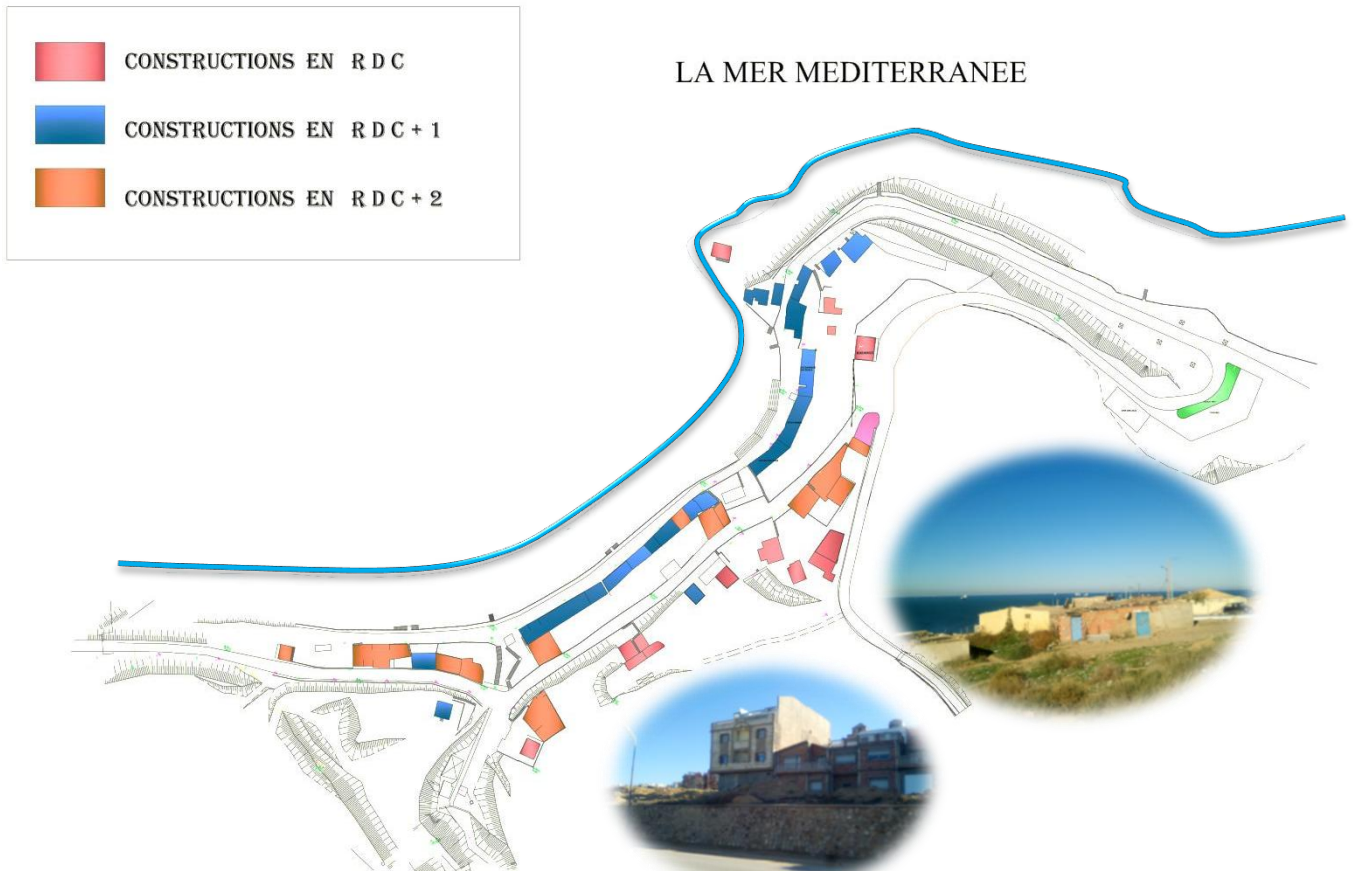 CONSTRUCTIONS EN R D C
CONSTRUCTIONS EN R D C + 1
CONSTRUCTIONS EN R D C + 2
LA MER MEDITERRANEE